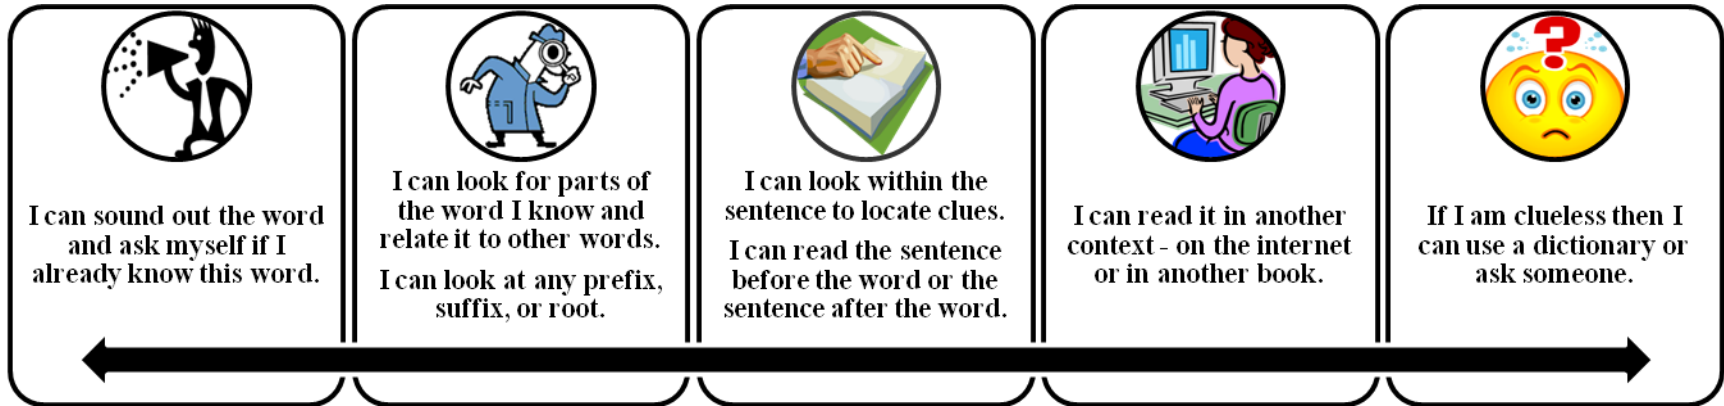 I can sound out the word
and ask myself if I
already know this word.
I can look for parts of
the word I know and
relate it to other words.
I can look at any prefix,
suffix, or root.
I can look within the
sentence to locate clues.
I can read the sentence
before the word or the
sentence after the word.
I can read it in another
context - on the internet
or in another book.
?
If I am clueless then I
can use a dictionary or
ask someone.